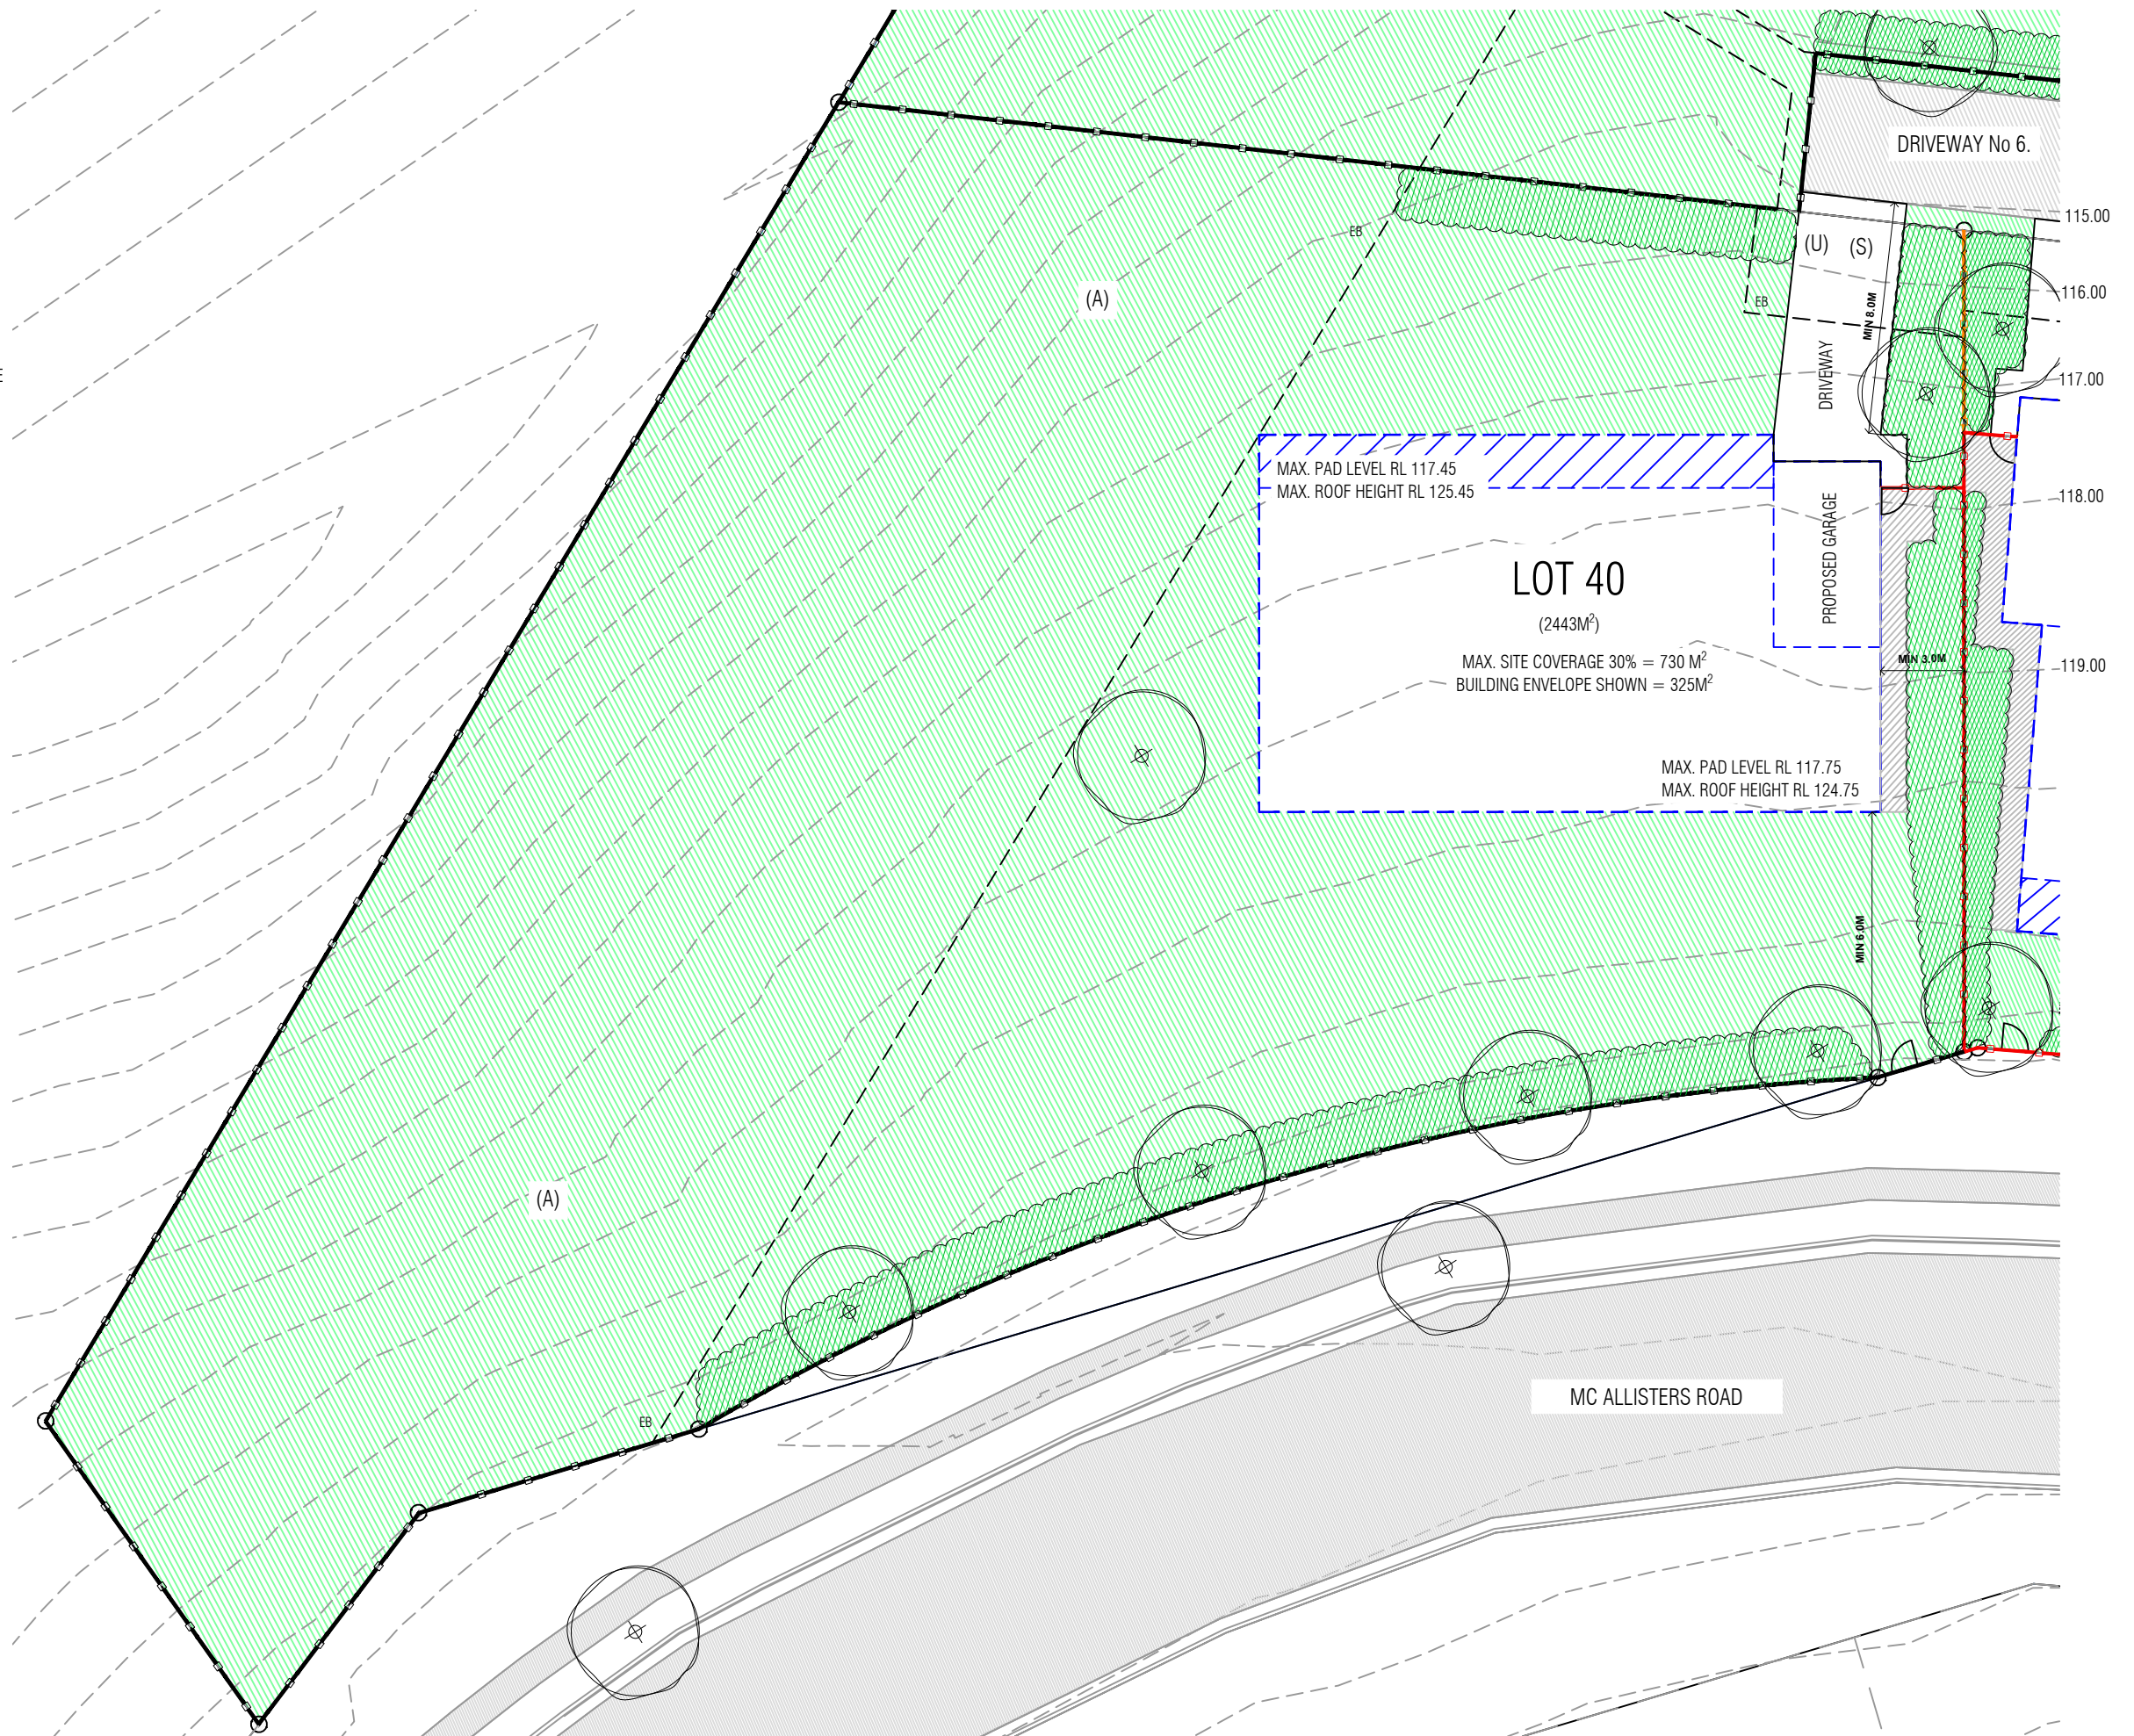 DRIVEWAY No 6.
115.00
(U)
(S)
EB
116.00
(A)
EB
MIN 8.0M
DRIVEWAY
E
117.00
MAX. PAD LEVEL RL 117.45
MAX. ROOF HEIGHT RL 125.45
118.00
PROPOSED GARAGE
LOT 40
(2443M²)
MAX. SITE COVERAGE 30% = 730 M²
BUILDING ENVELOPE SHOWN = 325M²
MIN 3.0M
119.00
MAX. PAD LEVEL RL 117.75
MAX. ROOF HEIGHT RL 124.75
MIN 6.0M
(A)
MC ALLISTERS ROAD
EB